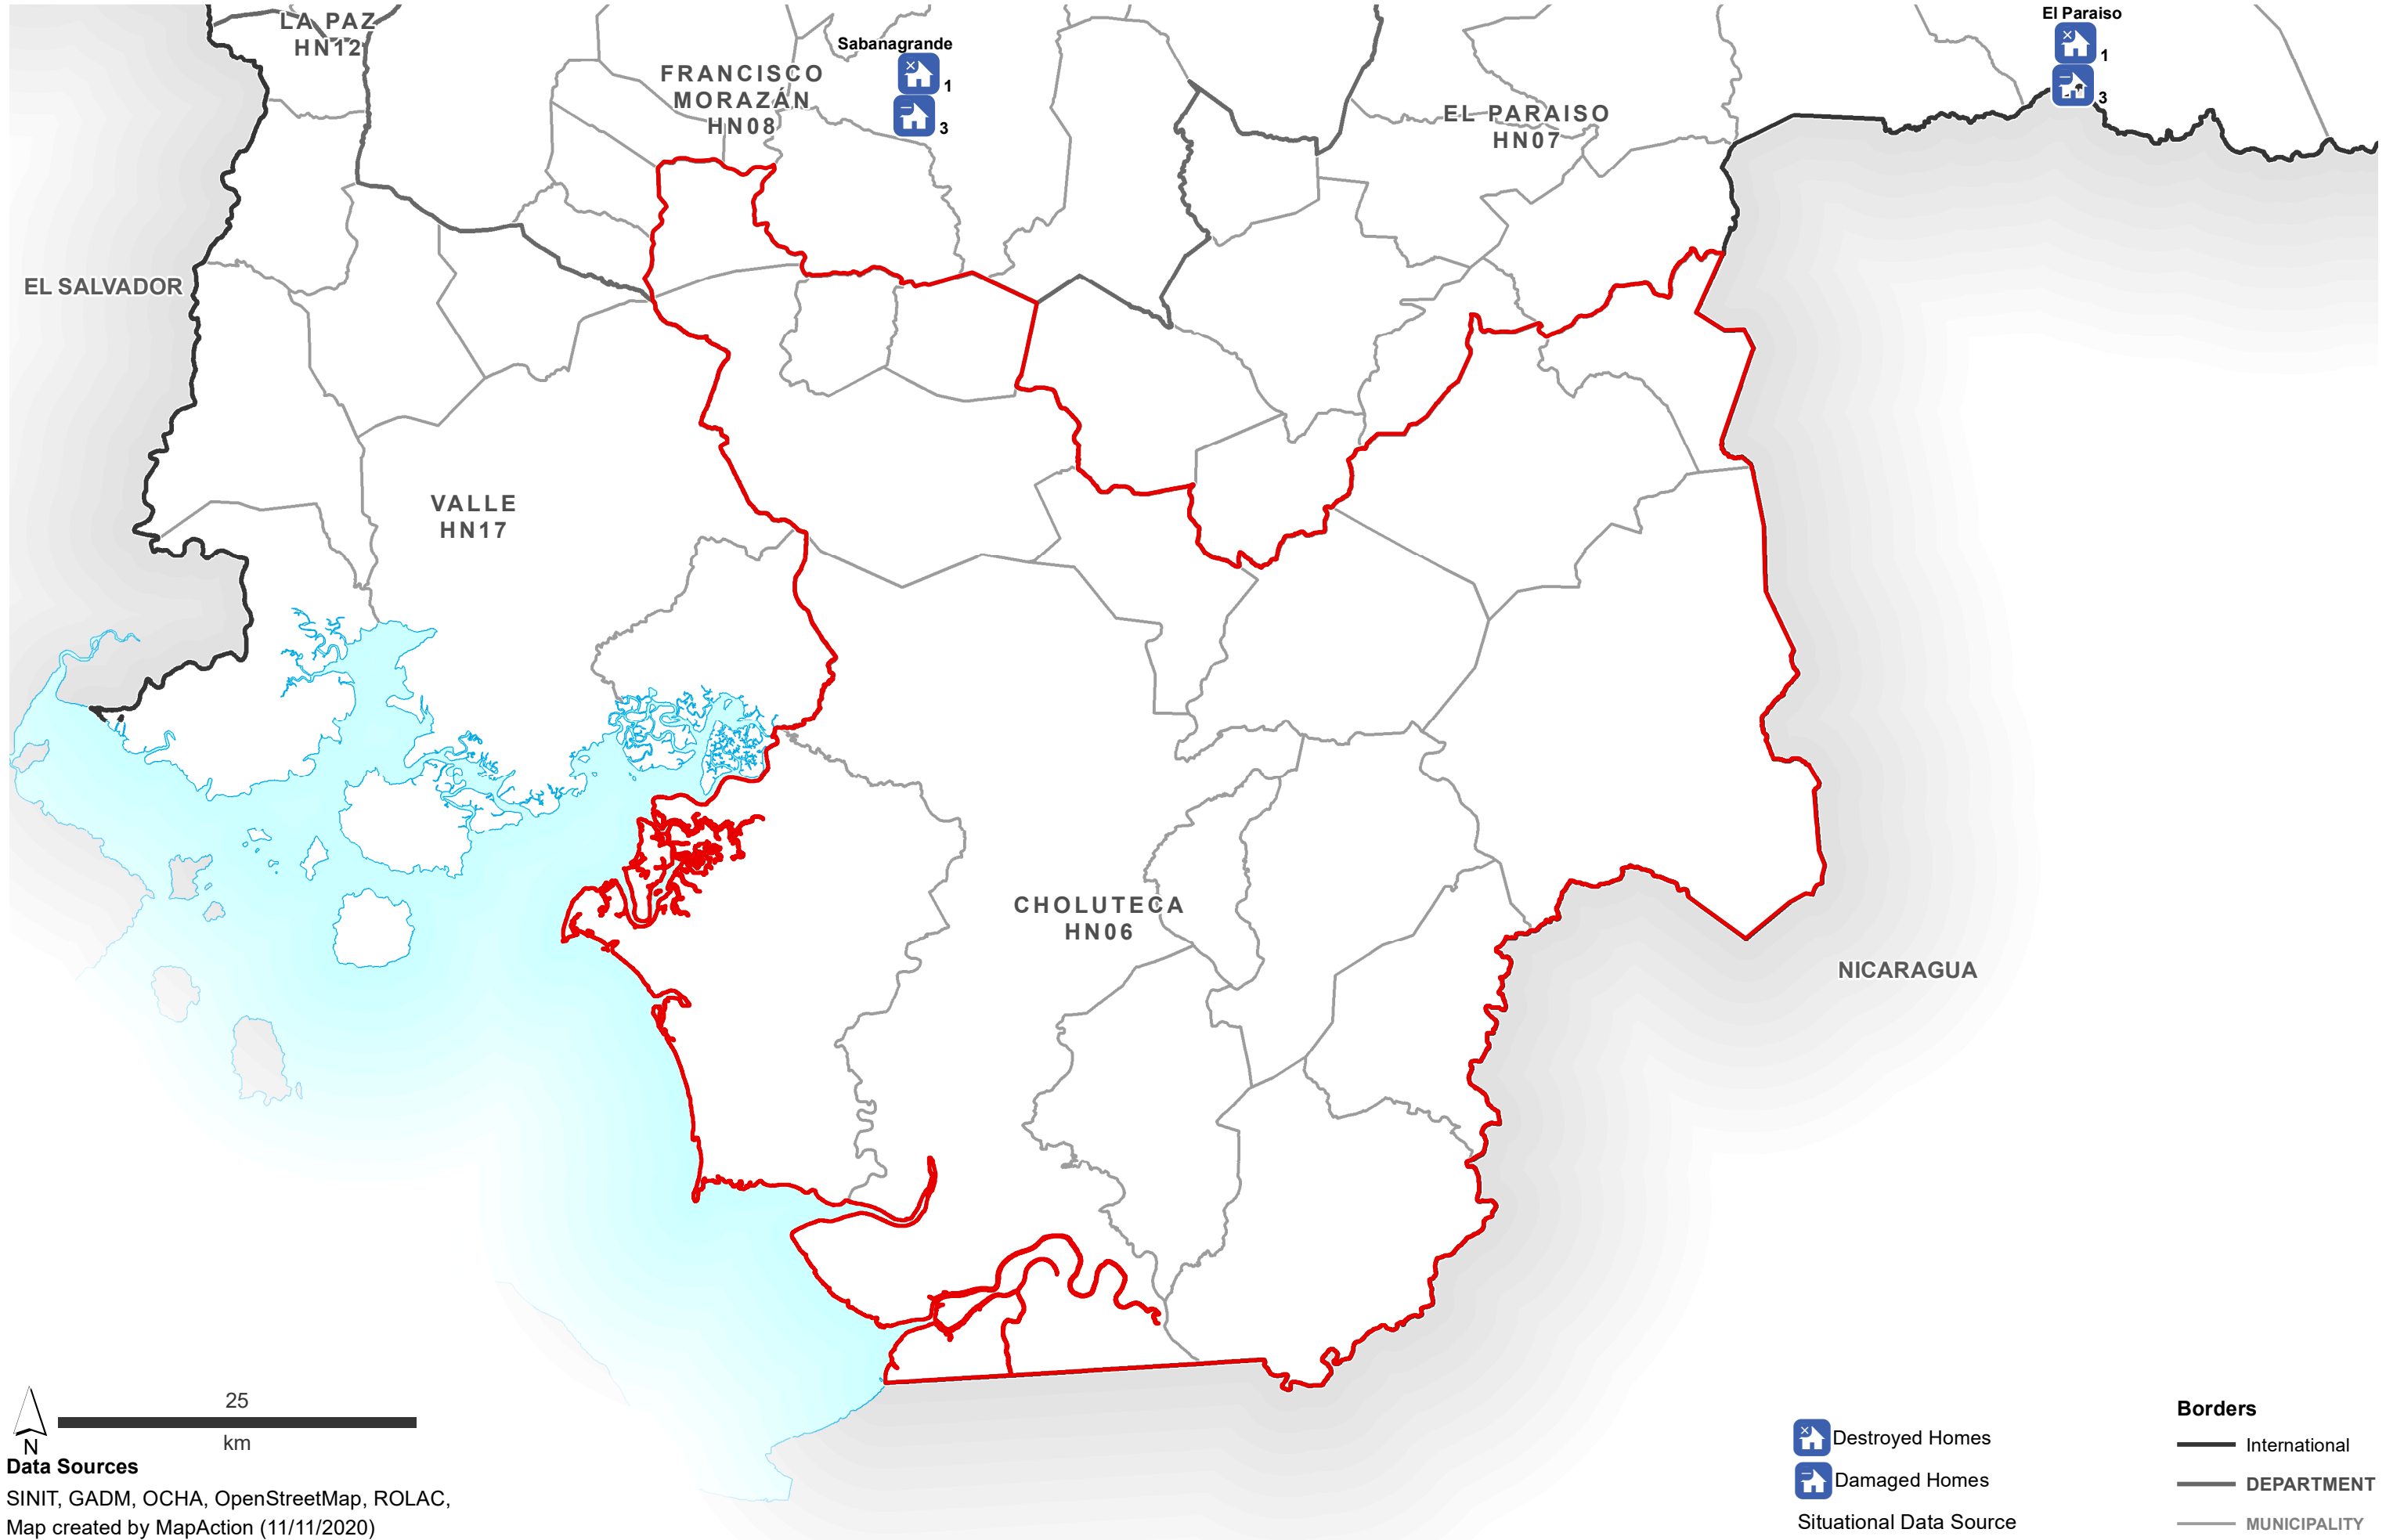 LA PAZ
HN12
Sabanagrande
1
3
FRANCISCO
MORAZÁN
HN08
El Paraiso
1
3
EL PARAISO
HN07
EL SALVADOR
VALLE
HN17
CHOLUTECA
HN06
NICARAGUA
25
km
N
Data Sources
SINIT, GADM, OCHA, OpenStreetMap, ROLAC,
Map created by MapAction (11/11/2020)
Destroyed Homes
Damaged Homes
Situational Data Source
Borders
International
DEPARTMENT
MUNICIPALITY